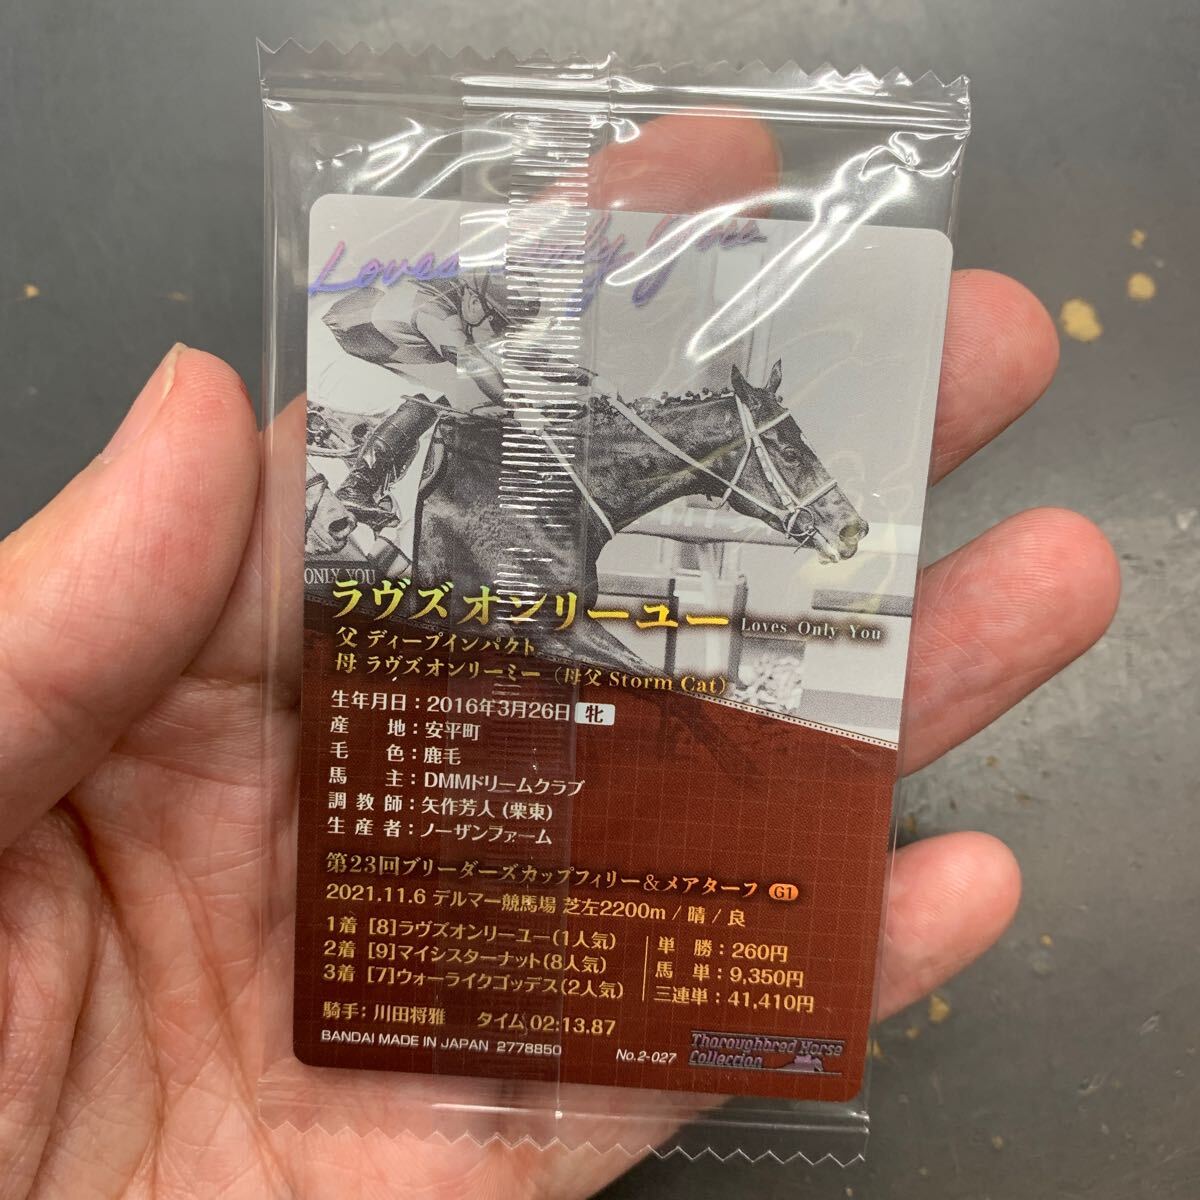 Loves Only You
ONLY YOU
ラヴズオンリーユー Loves Only You
父 ディープインパクト
母 ラヴズオンリーミー(母父 Storm Cat)
生年月日:2016年3月26日 牝
産 地:安平町
毛 色:鹿毛
馬 主:DMMドリームクラブ
調教師:矢作芳人(栗東)
生産者:ノーザンファーム
第23回ブリーダーズカップフィリー&メアターフ G1
2021.11.6 デルマー競馬場 芝左2200m / 晴 / 良
1着 [8]ラヴズオンリーユー(1人気)
2着 [9]マイシスターナット(8人気)
3着 [7]ウォーライクゴッデス(2人気)
単 勝:260円
馬 単:9,350円
三連単:41,410円
騎手:川田将雅 タイム 02:13.87
BANDAI MADE IN JAPAN 2778850
No.2-027
Thoroughbred Horse
Collection